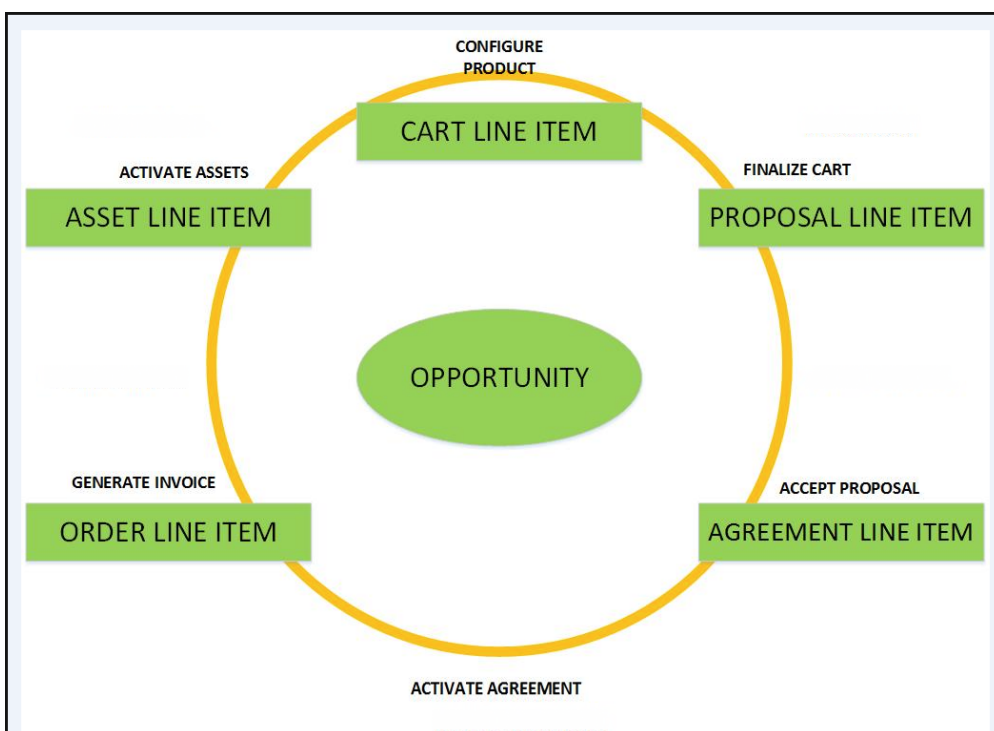 CONFIGURE
PRODUCT
CART LINE ITEM
ACTIVATE ASSETS
FINALIZE CART
ASSET LINE ITEM
PROPOSAL LINE ITEM
OPPORTUNITY
GENERATE INVOICE
ACCEPT PROPOSAL
ORDER LINE ITEM
AGREEMENT LINE ITEM
ACTIVATE AGREEMENT